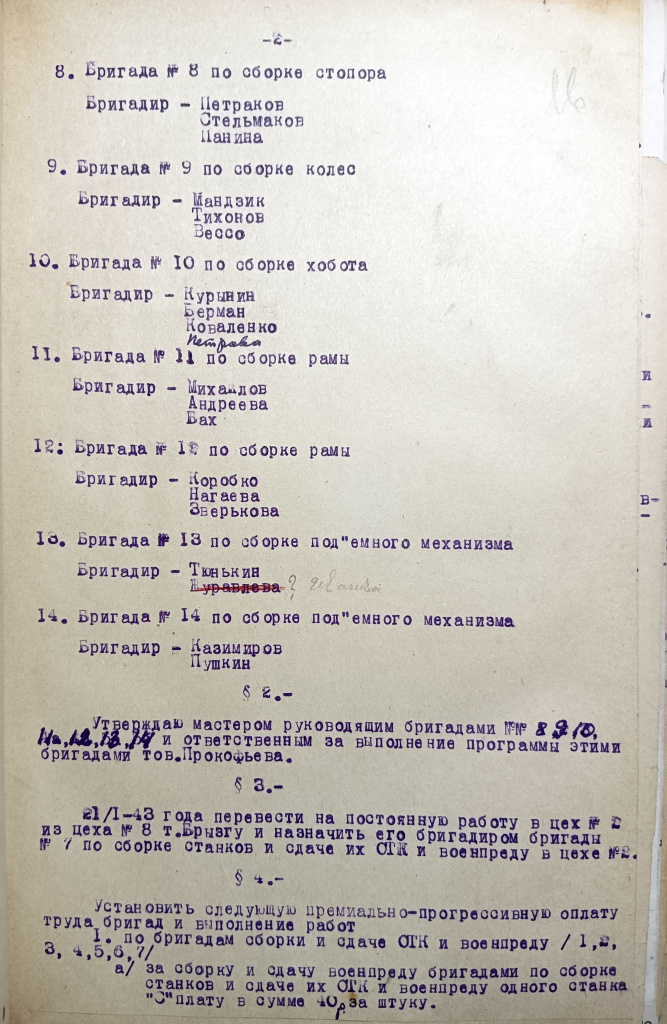 -2-
8. Бригада № 8 по сборке стопора
Бригадир - Петраков
Стельмаков
Панина
9. Бригада № 9 по сборке колес
Бригадир - Мандзик
Тихонов
Вессо
10. Бригада № 10 по сборке хобота
Бригадир - Курынин
Берман
Коваленко
Петрова
11. Бригада № 11 по сборке рамы
Бригадир - Михайлов
Андреева
Бах
12: Бригада № 12 по сборке рамы
Бригадир - Коробко
Нагаева
Зверькова
13. Бригада № 13 по сборке под"емного механизма
Бригадир - Тюнькин
Журавлева ?
14. Бригада № 14 по сборке под"емного механизма
Бригадир - Казимиров
Пушкин
§ 2.-
Утверждаю мастером руководящим бригадами №№ 8 9 10,
11, 12, 13, 14 и ответственным за выполнение программы этими
бригадами тов.Прокофьева.
§ 3.-
21/I-43 года перевести на постоянную работу в цех № 2
из цеха № 8 т.Брызгу и назначить его бригадиром бригады
№ 7 по сборке станков и сдаче их ОТК и военпреду в цехе №2.
§ 4.-
Установить следующую премиально-прогрессивную оплату
труда бригад и выполнение работ
1. по бригадам сборки и сдаче ОТК и военпреду / 1,2,
3, 4,5,6,7/
а/ за сборку и сдачу военпреду бригадами по сборке
станков и сдаче их ОТК и военпреду одного станка
"С"плату в сумме 40р за штуку.